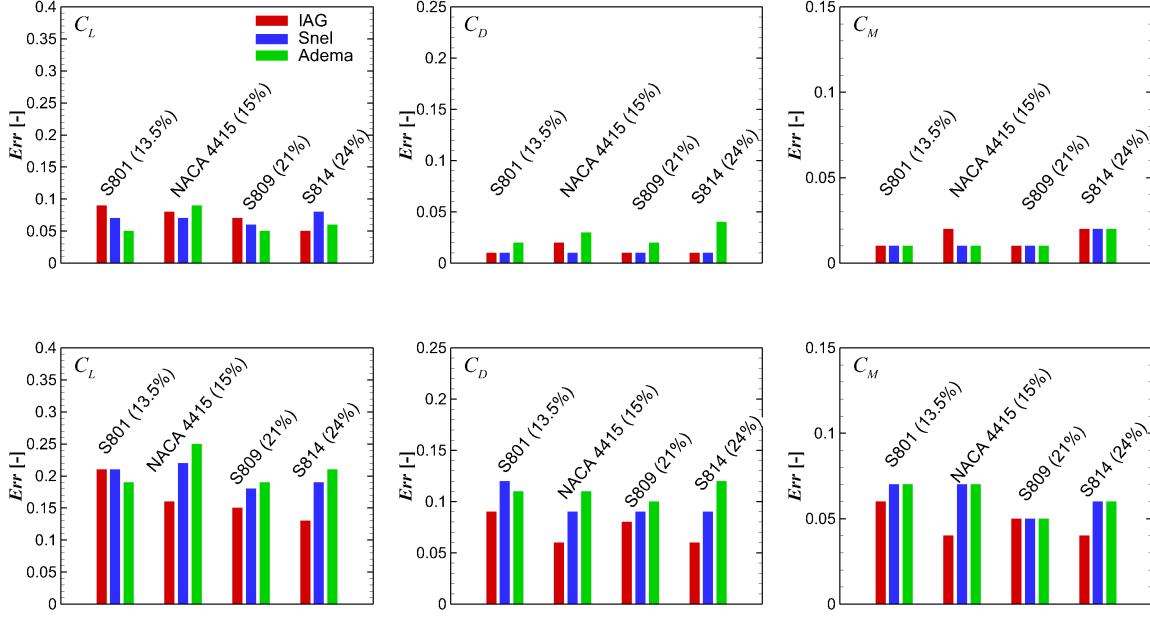 C_L
IAG
Snel
Adema
Err [-]
0.4
0.35
0.3
0.25
0.2
0.15
0.1
0.05
0
S801 (13.5%)
NACA 4415 (15%)
S809 (21%)
S814 (24%)
C_D
Err [-]
0.25
0.2
0.15
0.1
0.05
0
S801 (13.5%)
NACA 4415 (15%)
S809 (21%)
S814 (24%)
C_M
Err [-]
0.15
0.1
0.05
0
S801 (13.5%)
NACA 4415 (15%)
S809 (21%)
S814 (24%)
C_L
Err [-]
0.4
0.35
0.3
0.25
0.2
0.15
0.1
0.05
0
S801 (13.5%)
NACA 4415 (15%)
S809 (21%)
S814 (24%)
C_D
Err [-]
0.25
0.2
0.15
0.1
0.05
0
S801 (13.5%)
NACA 4415 (15%)
S809 (21%)
S814 (24%)
C_M
Err [-]
0.15
0.1
0.05
0
S801 (13.5%)
NACA 4415 (15%)
S809 (21%)
S814 (24%)